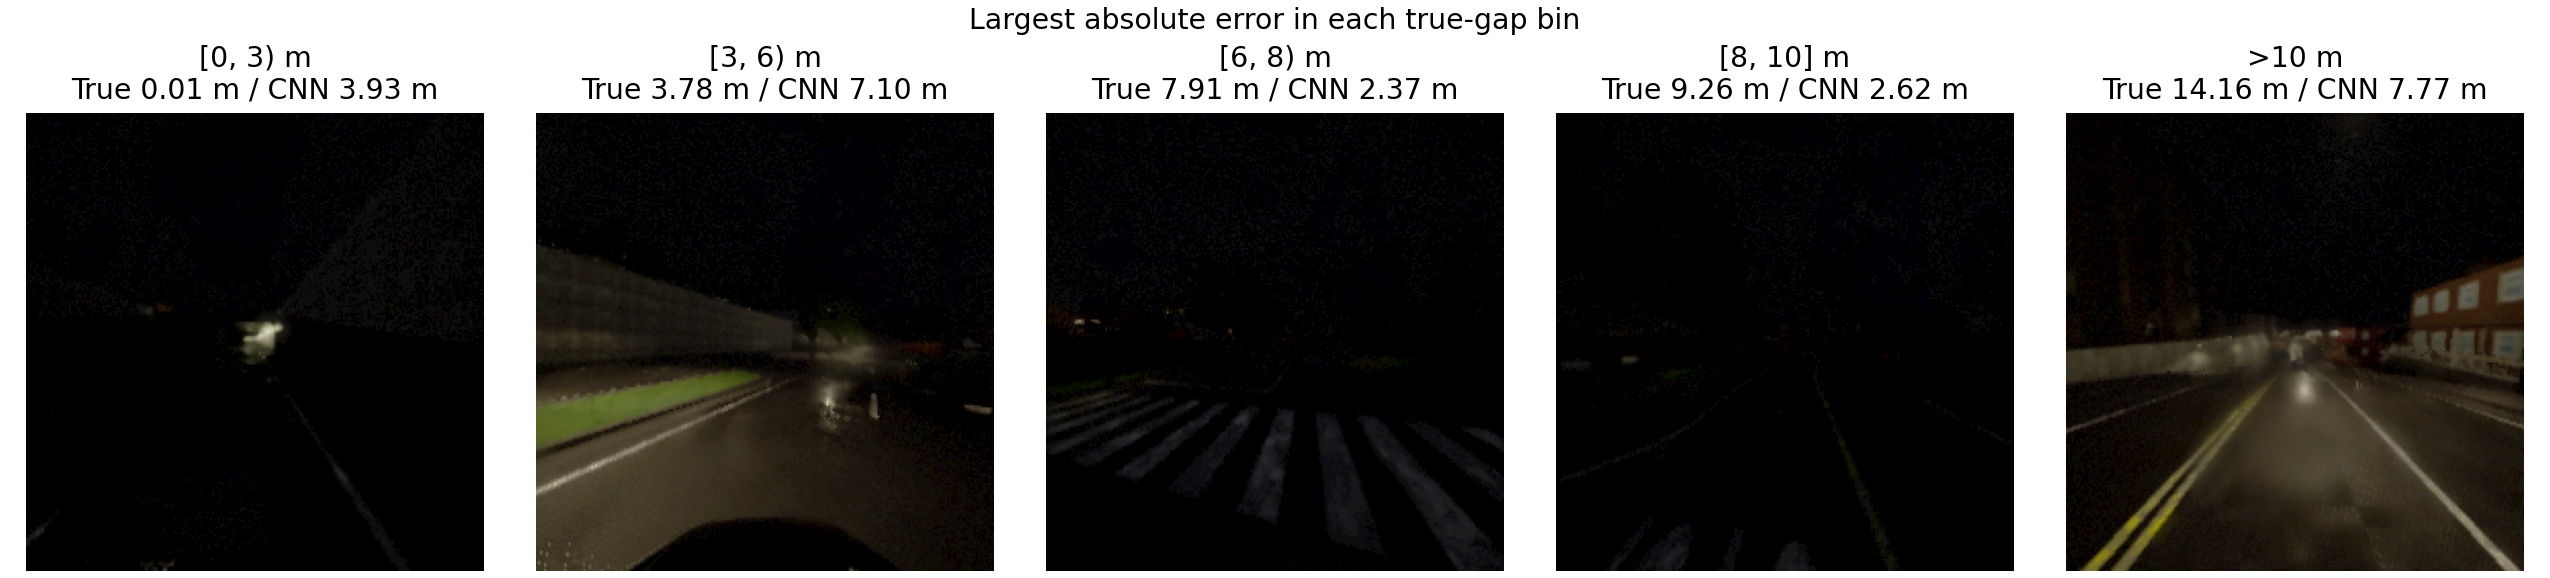 Largest absolute error in each true-gap bin
[0, 3) m
True 0.01 m / CNN 3.93 m
[3, 6) m
True 3.78 m / CNN 7.10 m
[6, 8) m
True 7.91 m / CNN 2.37 m
[8, 10] m
True 9.26 m / CNN 2.62 m
>10 m
True 14.16 m / CNN 7.77 m